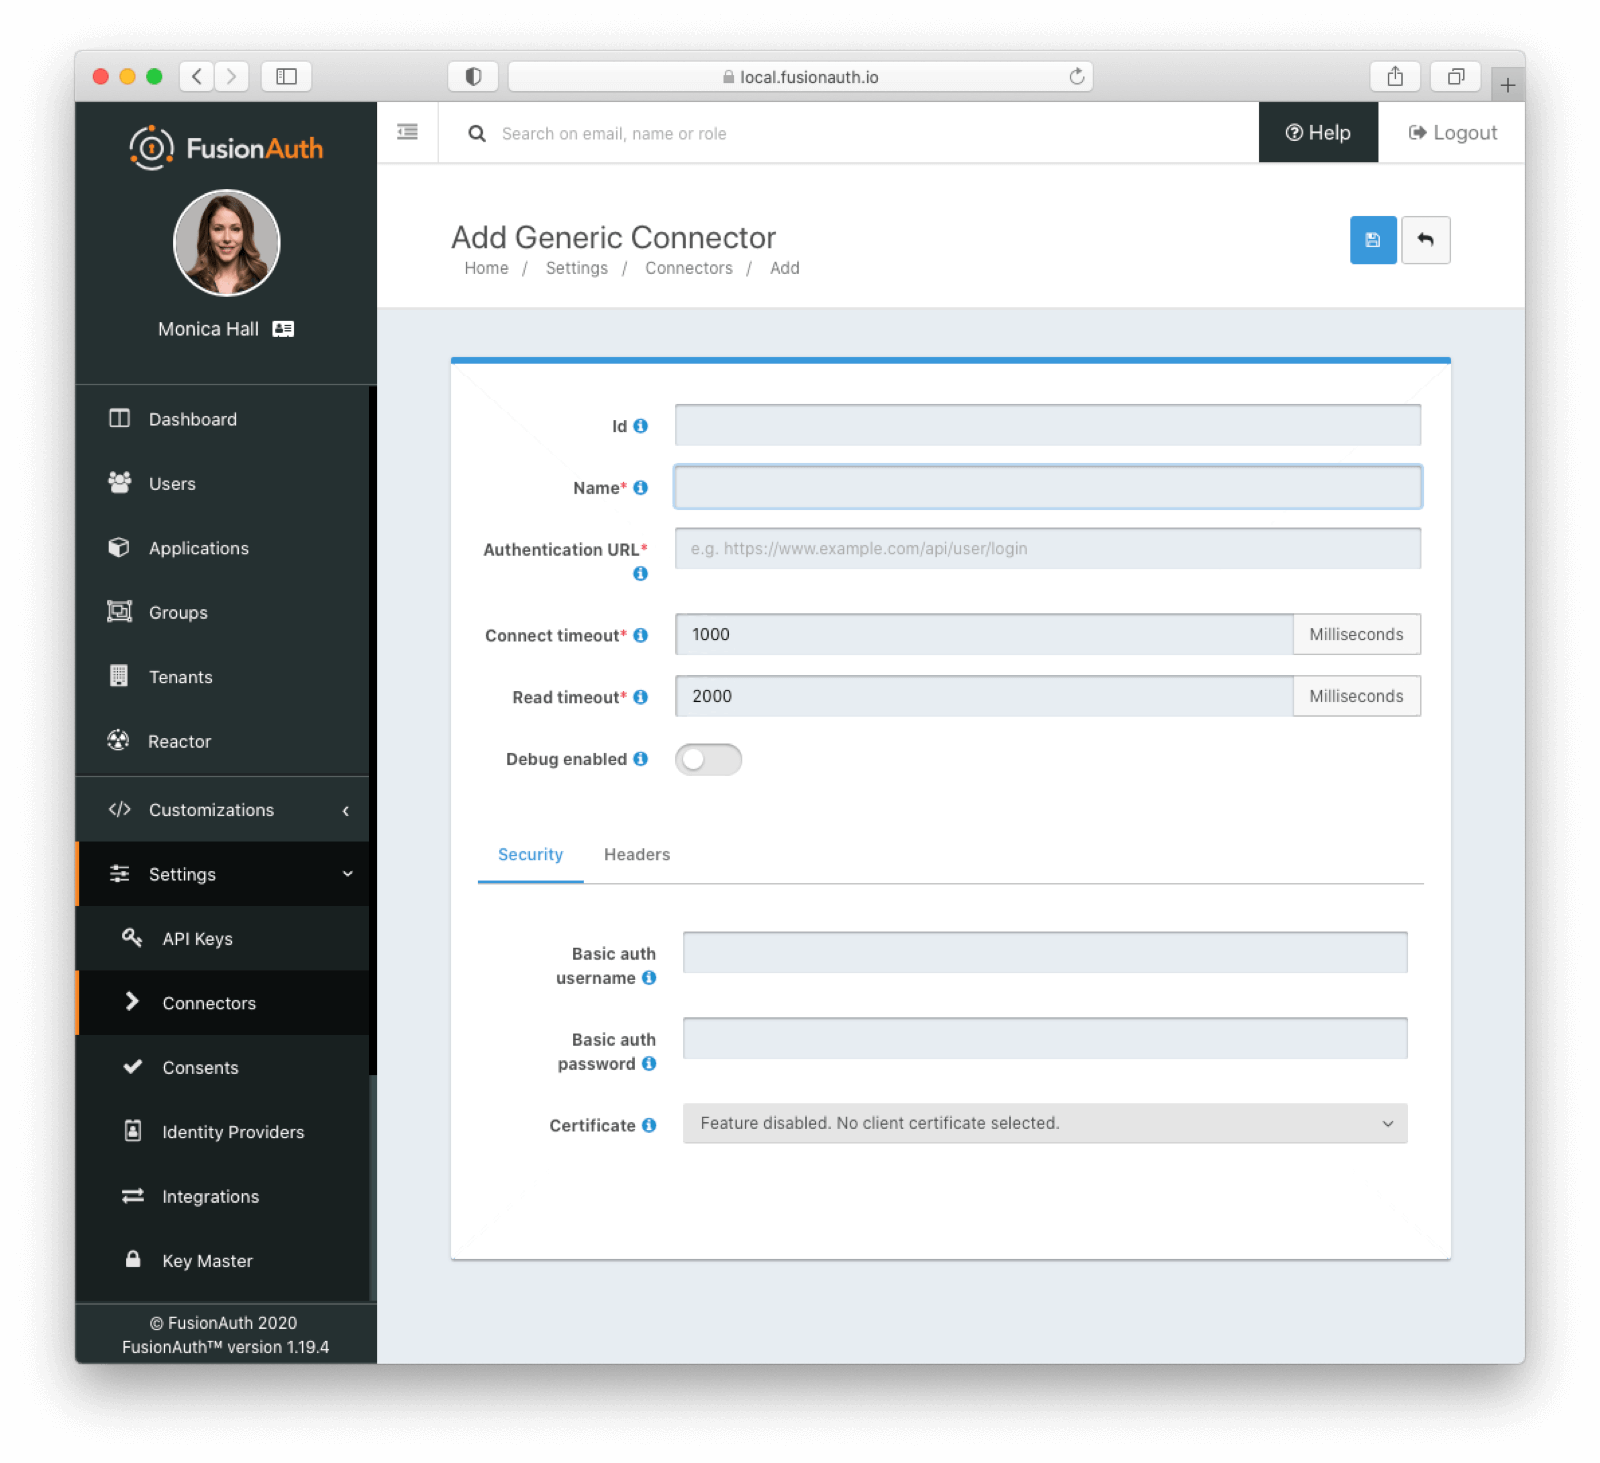 local.fusionauth.io
FusionAuth
Monica Hall
Dashboard
Users
Applications
Groups
Tenants
Reactor
Customizations
Settings
API Keys
Connectors
Consents
Identity Providers
Integrations
Key Master
© FusionAuth 2020
FusionAuth™ version 1.19.4
Search on email, name or role
Help
Logout
Add Generic Connector
Home / Settings / Connectors / Add
Id
Name*
Authentication URL*
e.g. https://www.example.com/api/user/login
Connect timeout*
1000
Milliseconds
Read timeout*
2000
Milliseconds
Debug enabled
Security
Headers
Basic auth
username
Basic auth
password
Certificate
Feature disabled. No client certificate selected.